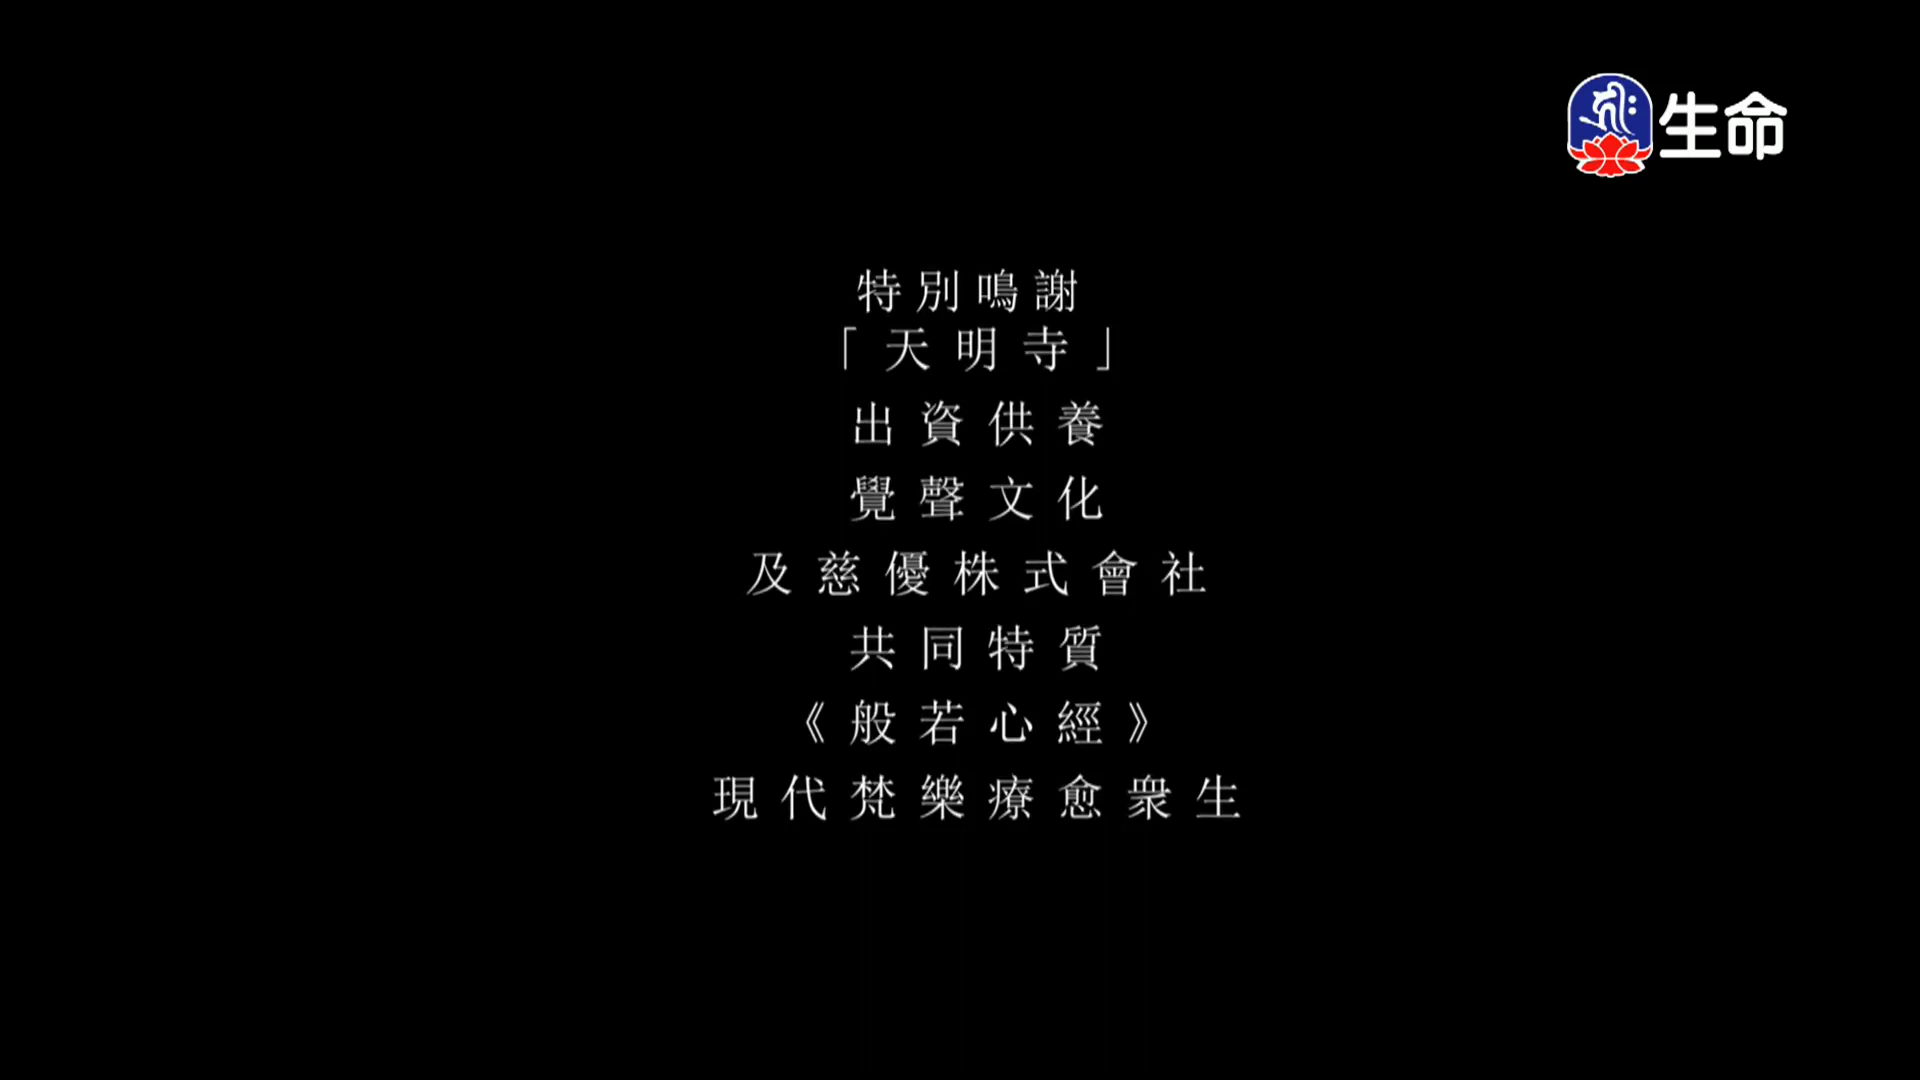 生命
特別鳴謝
「天明寺」
出資供養
覺聲文化
及慈優株式會社
共同特質
《般若心經》
現代梵樂療愈衆生